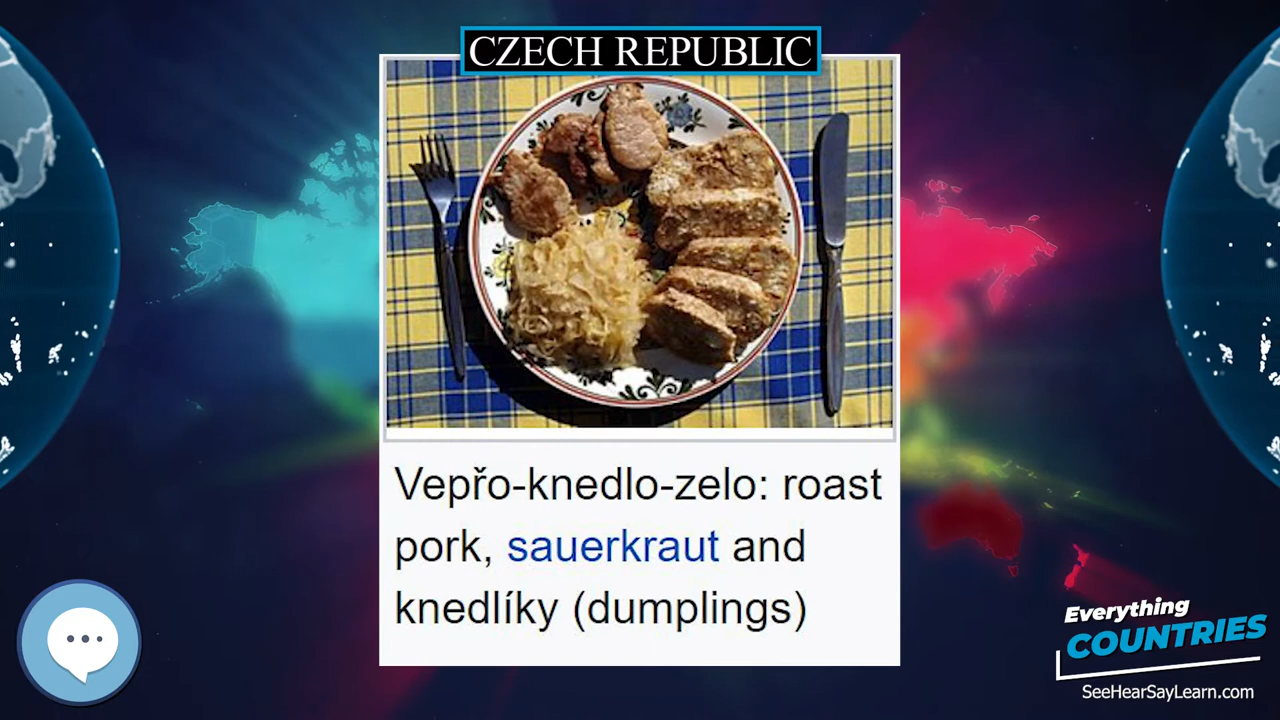 CZECH REPUBLIC
Vepřo-knedlo-zelo: roast
pork, sauerkraut and
knedlíky (dumplings)
Everything
COUNTRIES
SeeHearSayLearn.com